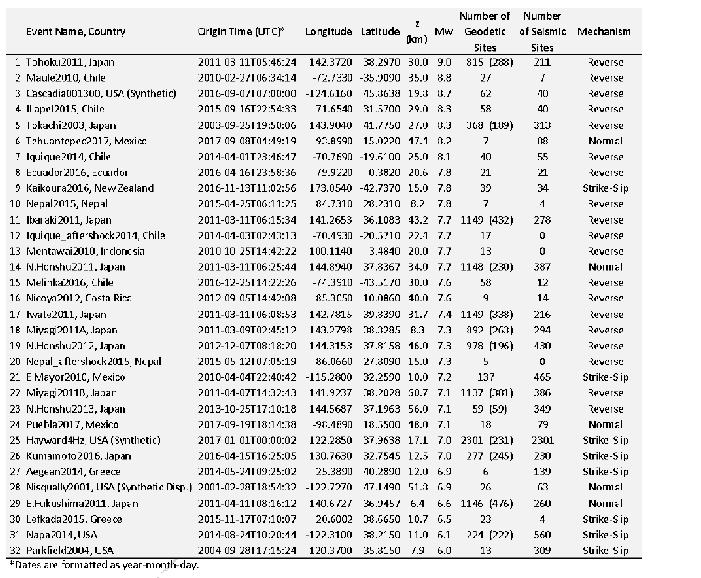 Event Name, Country Origin Time (UTC)* Longitude Latitude z (km) Mw Number of Geodetic Sites Number of Seismic Sites Mechanism
1 Tohoku2011, Japan 2011-03-11T05:46:24 142.3720 38.2970 30.0 9.0 815 (288) 211 Reverse
2 Maule2010, Chile 2010-02-27T06:34:14 -72.7330 -35.9090 35.0 8.8 27 7 Reverse
3 Cascadia001300, USA (Synthetic) 2016-09-07T07:00:00 -124.6160 45.8638 19.8 8.7 62 40 Reverse
4 Illapel2015, Chile 2015-09-16T22:54:33 -71.6540 -31.5700 29.0 8.3 58 40 Reverse
5 Tokachi2003, Japan 2003-09-25T19:50:06 143.9040 41.7750 27.0 8.3 368 (189) 313 Reverse
6 Tehuantepec2017, Mexico 2017-09-08T04:49:19 -93.8990 15.0220 47.4 8.2 7 88 Normal
7 Iquique2014, Chile 2014-04-01T23:46:47 -70.7690 -19.6100 25.0 8.1 40 55 Reverse
8 Ecuador2016, Ecuador 2016-04-16T23:58:36 -79.9220 0.3820 20.6 7.8 21 21 Reverse
9 Kaikoura2016, New Zealand 2016-11-13T11:02:56 173.0540 -42.7370 15.0 7.8 39 34 Strike-Slip
10 Nepal2015, Nepal 2015-04-25T06:11:25 84.7310 28.2310 8.2 7.8 7 4 Reverse
11 Ibaraki2011, Japan 2011-03-11T06:15:34 141.2653 36.1083 43.2 7.7 1149 (432) 278 Reverse
12 Iquique_aftershock2014, Chile 2014-04-03T02:43:13 -70.4930 -20.5710 22.4 7.7 17 0 Reverse
13 Mentawai2010, Indonesia 2010-10-25T14:42:22 100.1140 -3.4840 20.0 7.7 13 0 Reverse
14 N.Honshu2011, Japan 2011-03-11T06:25:44 144.8940 37.8367 34.0 7.7 1148 (230) 387 Normal
15 Melinka2016, Chile 2016-12-25T14:22:26 -74.3910 -43.5170 30.0 7.6 58 12 Reverse
16 Nicoya2012, Costa Rica 2012-09-05T14:42:08 -85.3050 10.0860 40.0 7.6 9 14 Reverse
17 Iwate2011, Japan 2011-03-11T06:08:53 142.7815 39.8390 31.7 7.4 1149 (338) 216 Reverse
18 Miyagi2011A, Japan 2011-03-09T02:45:12 143.2798 38.3285 8.3 7.3 892 (263) 294 Reverse
19 N.Honshu2012, Japan 2012-12-07T08:18:20 144.3153 37.8158 46.0 7.3 978 (196) 430 Reverse
20 Nepal_aftershock2015, Nepal 2015-05-12T07:05:19 86.0660 27.8090 15.0 7.3 5 0 Reverse
21 E.Mayor2010, Mexico 2010-04-04T22:40:42 -115.2800 32.2590 10.0 7.2 137 465 Strike-Slip
22 Miyagi2011B, Japan 2011-04-07T14:32:43 141.9237 38.2028 60.7 7.1 1137 (381) 386 Reverse
23 N.Honshu2013, Japan 2013-10-25T17:10:18 144.5687 37.1963 56.0 7.1 59 (59) 349 Reverse
24 Puebla2017, Mexico 2017-09-19T18:14:38 -98.4890 18.5500 48.0 7.1 18 79 Normal
25 Hayward4Hz, USA (Synthetic) 2017-01-01T00:00:02 -122.2850 37.9638 17.1 7.0 2301 (231) 2301 Strike-Slip
26 Kumamoto2016, Japan 2016-04-15T16:25:05 130.7630 32.7545 12.5 7.0 277 (245) 230 Strike-Slip
27 Aegean2014, Greece 2014-05-24T09:25:02 25.3890 40.2890 12.0 6.9 6 139 Strike-Slip
28 Nisqually2001, USA (Synthetic Disp.) 2001-02-28T18:54:32 -122.7270 47.1490 51.8 6.8 26 63 Normal
29 E.Fukushima2011, Japan 2011-04-11T08:16:12 140.6727 36.9457 6.4 6.6 1146 (476) 260 Normal
30 Lefkada2015, Greece 2015-11-17T07:10:07 20.6002 38.6650 10.7 6.5 23 4 Strike-Slip
31 Napa2014, USA 2014-08-24T10:20:44 -122.3100 38.2150 11.0 6.1 224 (222) 560 Strike-Slip
32 Parkfield2004, USA 2004-09-28T17:15:24 -120.3700 35.8150 7.9 6.0 13 309 Strike-Slip
*Dates are formatted as year-month-day.